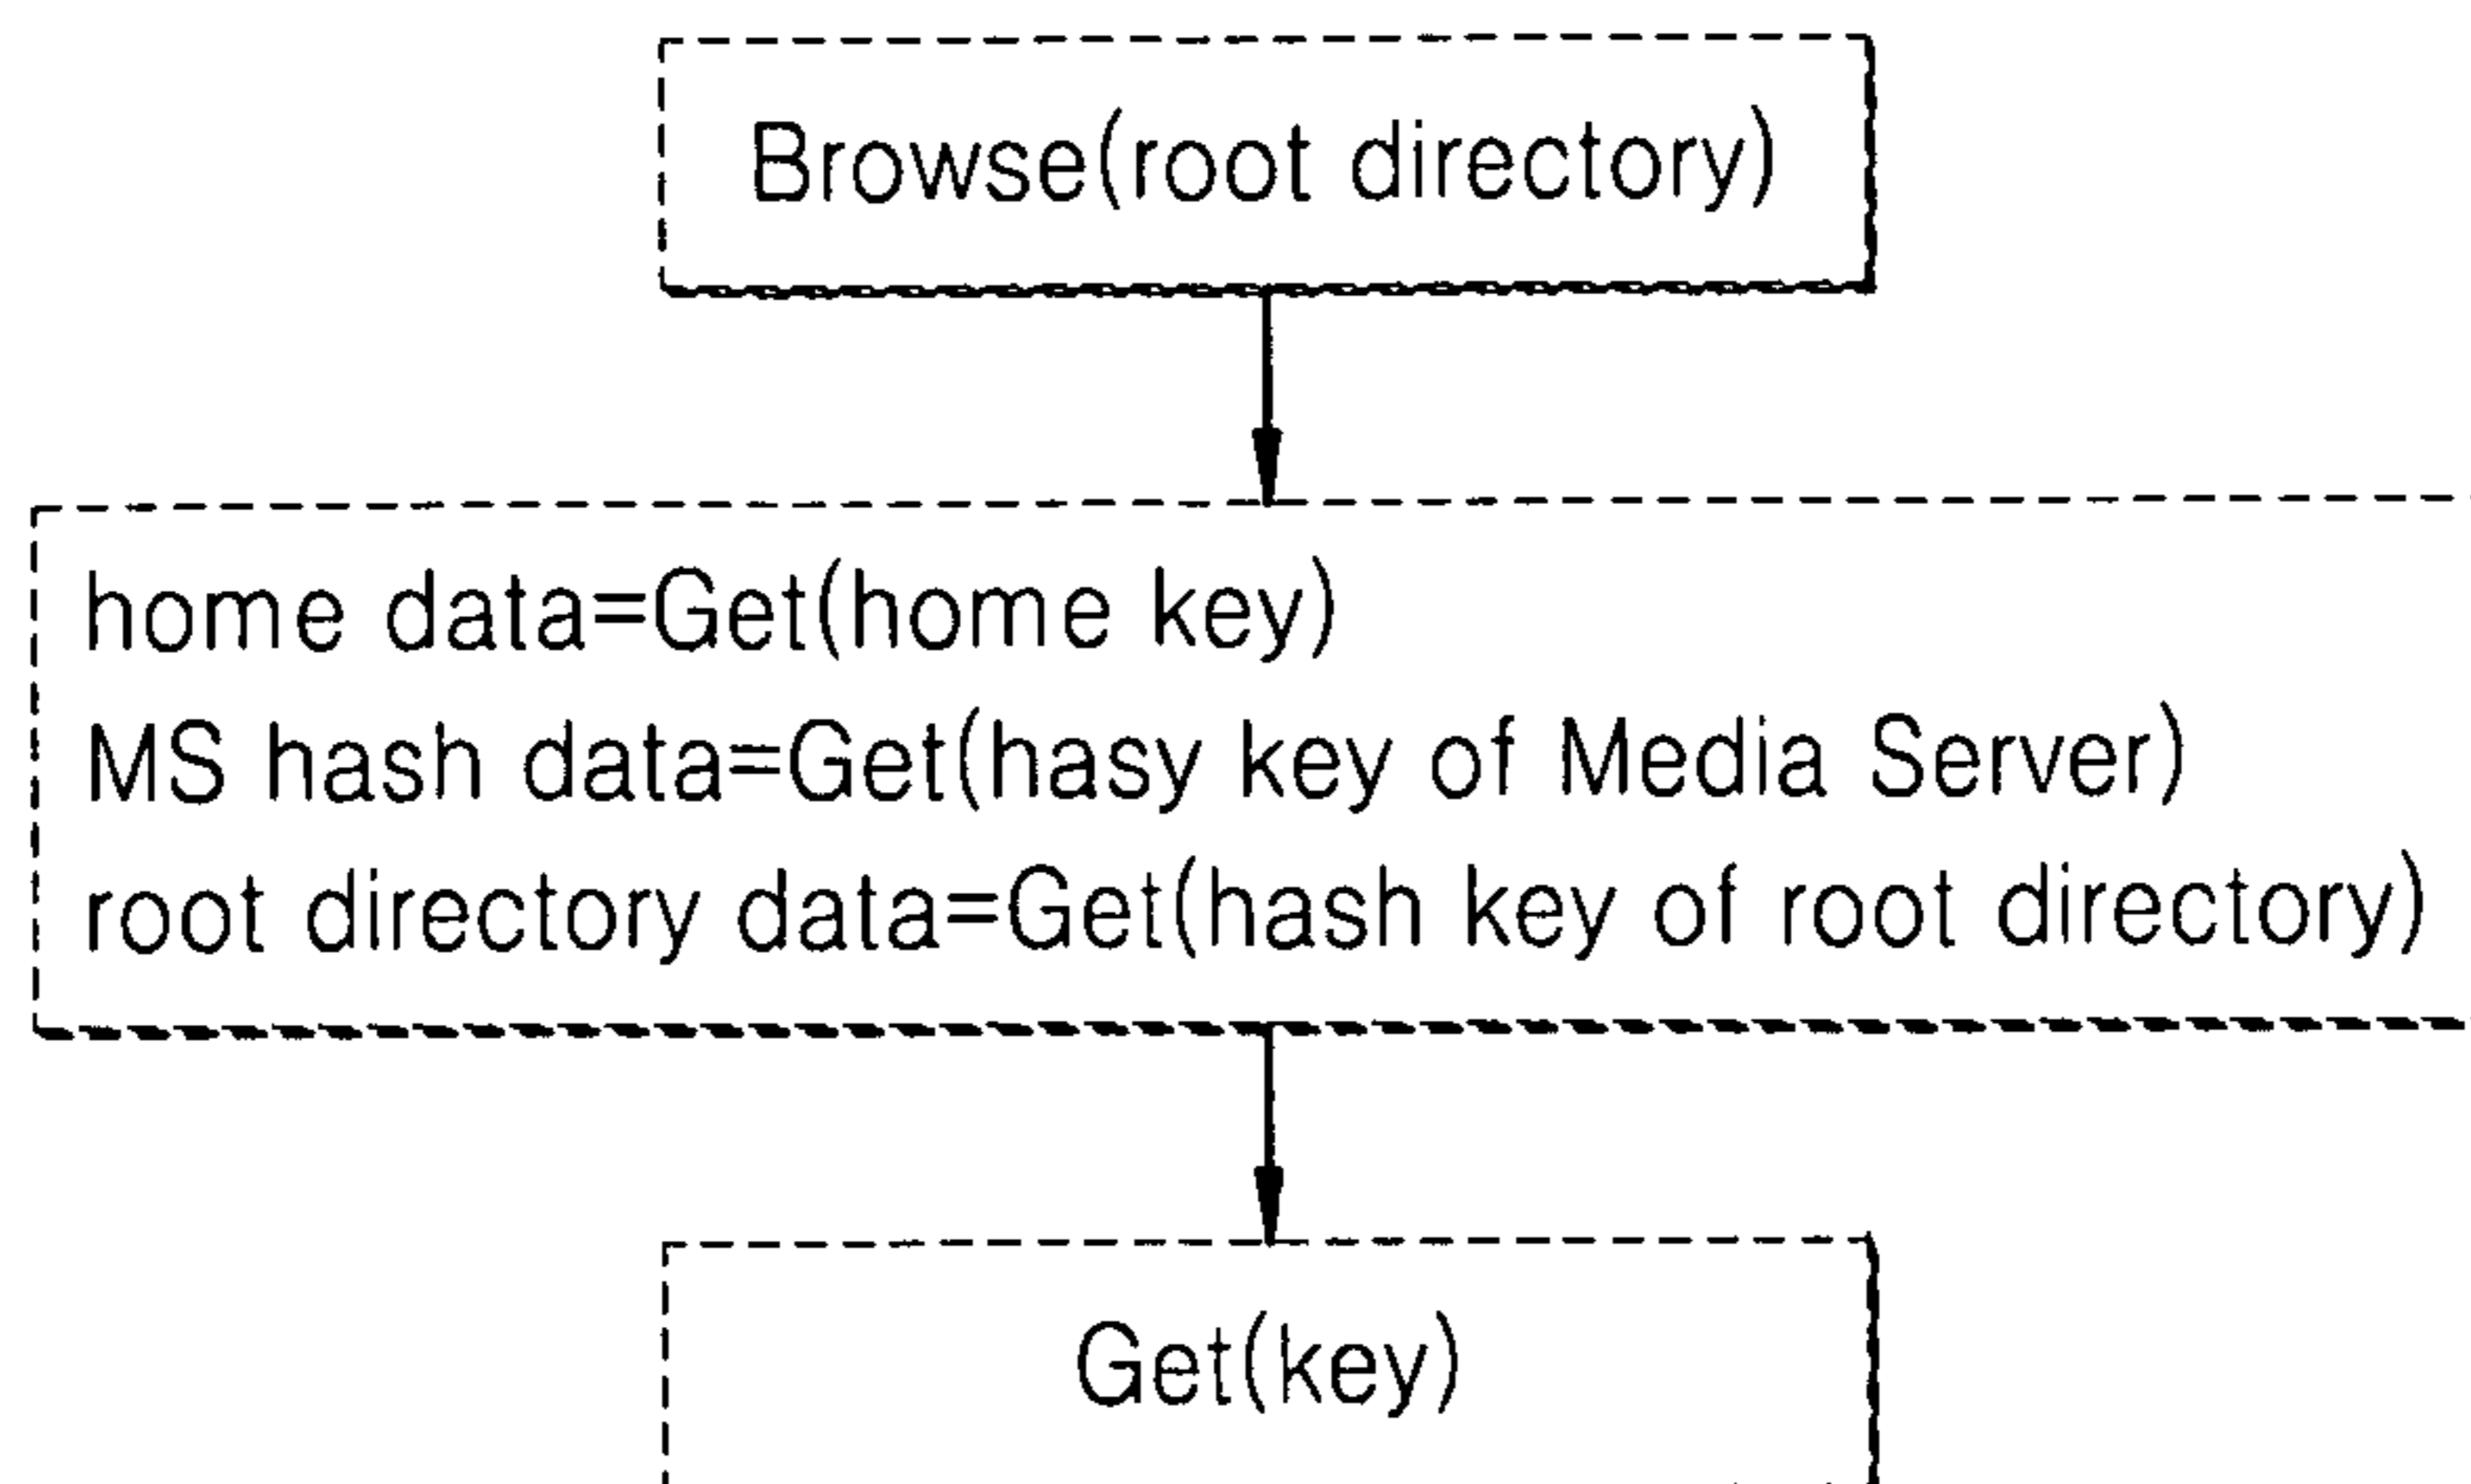 Browse(root directory)
home data=Get(home key)
MS hash data=Get(hasy key of Media Server)
root directory data=Get(hash key of root directory)
Get(key)